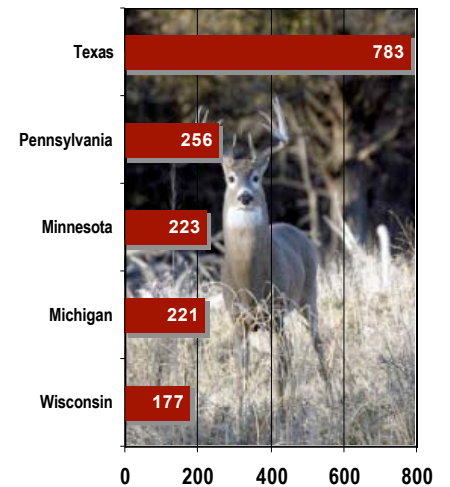 Texas 783
Pennsylvania 256
Minnesota 223
Michigan 221
Wisconsin 177
0 200 400 600 800